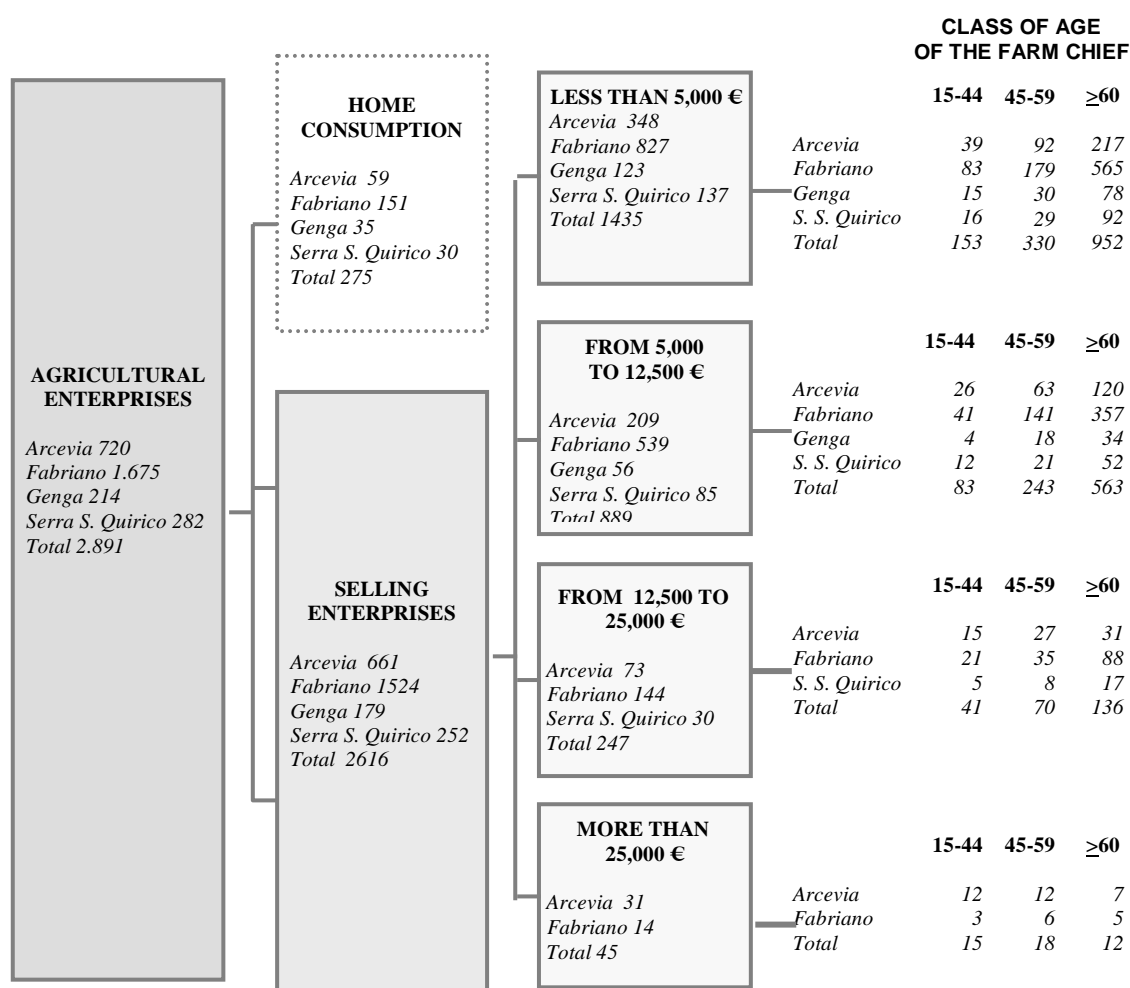 CLASS OF AGE
OF THE FARM CHIEF
AGRICULTURAL
ENTERPRISES
Arcevia 720
Fabriano 1.675
Genga 214
Serra S. Quirico 282
Total 2.891
HOME
CONSUMPTION
Arcevia 59
Fabriano 151
Genga 35
Serra S. Quirico 30
Total 275
SELLING
ENTERPRISES
Arcevia 661
Fabriano 1524
Genga 179
Serra S. Quirico 252
Total 2616
LESS THAN 5,000 €
Arcevia 348
Fabriano 827
Genga 123
Serra S. Quirico 137
Total 1435
15-44 45-59 ≥60
Arcevia 39 92 217
Fabriano 83 179 565
Genga 15 30 78
S. S. Quirico 16 29 92
Total 153 330 952
FROM 5,000
TO 12,500 €
Arcevia 209
Fabriano 539
Genga 56
Serra S. Quirico 85
Total 889
15-44 45-59 ≥60
Arcevia 26 63 120
Fabriano 41 141 357
Genga 4 18 34
S. S. Quirico 12 21 52
Total 83 243 563
FROM 12,500 TO
25,000 €
Arcevia 73
Fabriano 144
Serra S. Quirico 30
Total 247
15-44 45-59 ≥60
Arcevia 15 27 31
Fabriano 21 35 88
S. S. Quirico 5 8 17
Total 41 70 136
MORE THAN
25,000 €
Arcevia 31
Fabriano 14
Total 45
15-44 45-59 ≥60
Arcevia 12 12 7
Fabriano 3 6 5
Total 15 18 12